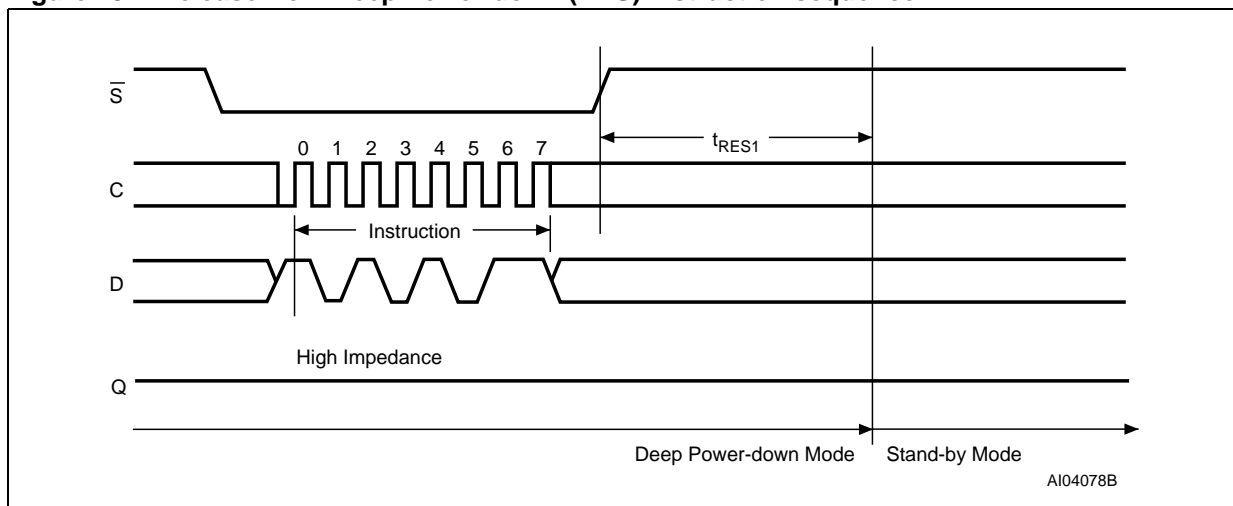 S
0 1 2 3 4 5 6 7
tRES1
C
Instruction
D
High Impedance
Q
Deep Power-down Mode Stand-by Mode
AI04078B